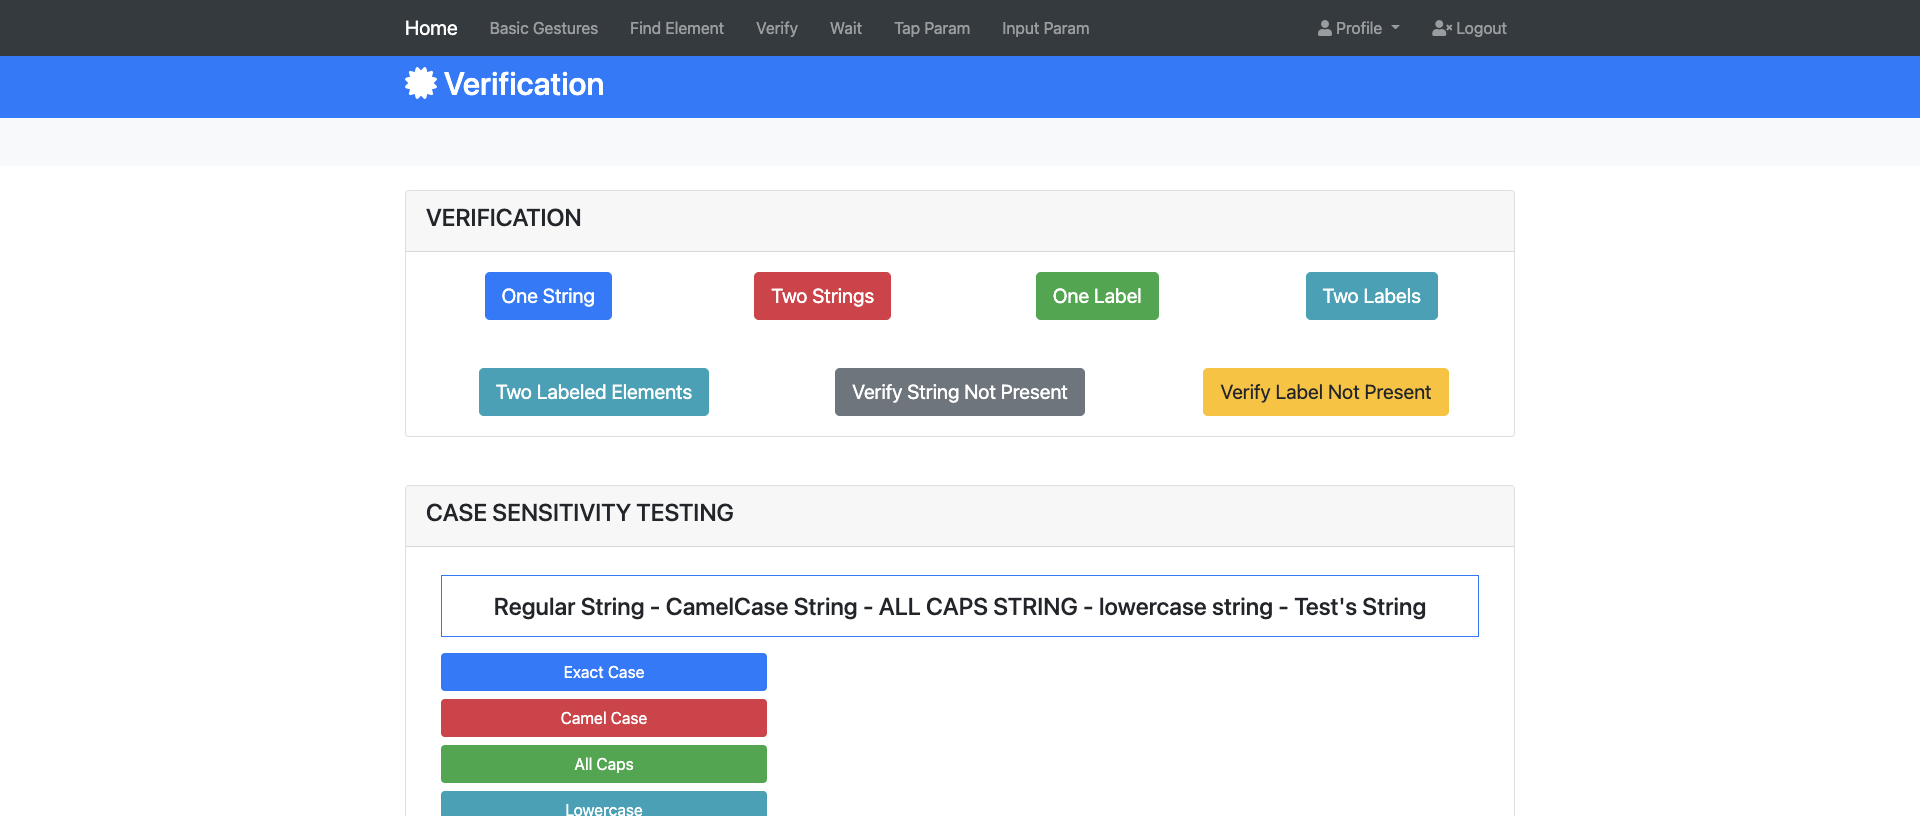 Home Basic Gestures Find Element Verify Wait Tap Param Input Param Profile Logout
Verification
VERIFICATION
One String Two Strings One Label Two Labels
Two Labeled Elements Verify String Not Present Verify Label Not Present
CASE SENSITIVITY TESTING
Regular String - CamelCase String - ALL CAPS STRING - lowercase string - Test's String
Exact Case
Camel Case
All Caps
Lowercase